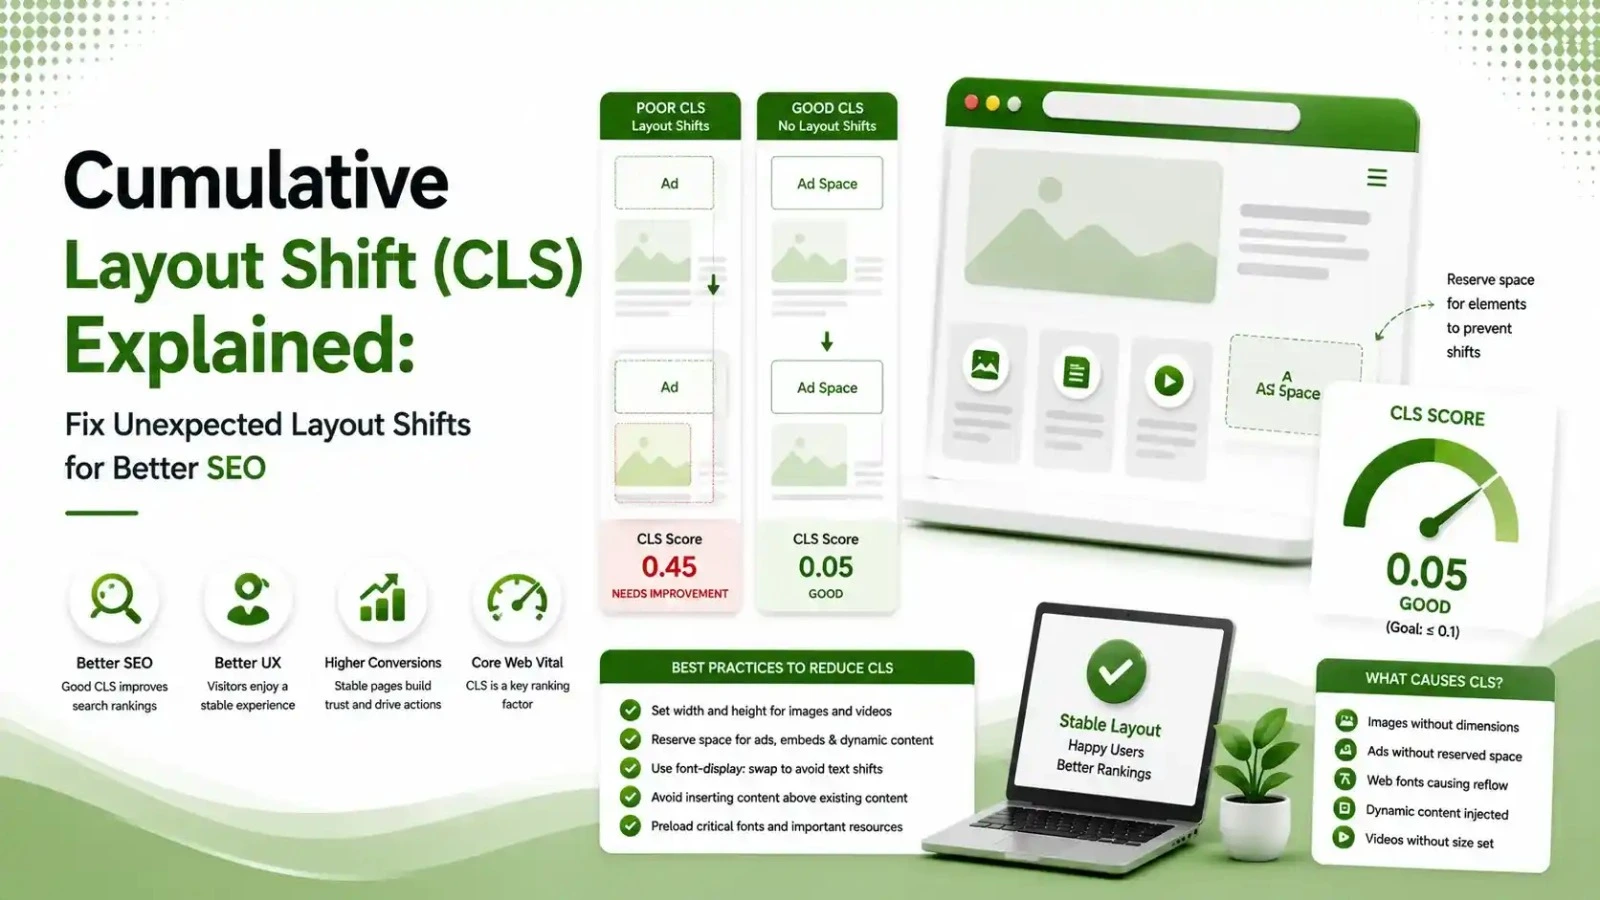 Cumulative
Layout Shift (CLS)
Explained:
Fix Unexpected Layout Shifts
for Better SEO
Better SEO
Good CLS improves
search rankings
Better UX
Visitors enjoy a
stable experience
Higher Conversions
Stable pages build
trust and drive actions
Core Web Vital
CLS is a key ranking
factor
POOR CLS
Layout Shifts
Ad
Ad
CLS Score
0.45
NEEDS IMPROVEMENT
GOOD CLS
No Layout Shifts
Ad Space
Ad Space
CLS Score
0.05
GOOD
A
AS Space
Reserve space
for elements
to prevent
shifts
CLS SCORE
0.05
GOOD
(Goal: ≤ 0.1)
BEST PRACTICES TO REDUCE CLS
Set width and height for images and videos
Reserve space for ads, embeds & dynamic content
Use font-display: swap to avoid text shifts
Avoid inserting content above existing content
Preload critical fonts and important resources
Stable Layout
Happy Users
Better Rankings
WHAT CAUSES CLS?
Images without dimensions
Ads without reserved space
Web fonts causing reflow
Dynamic content injected
Videos without size set